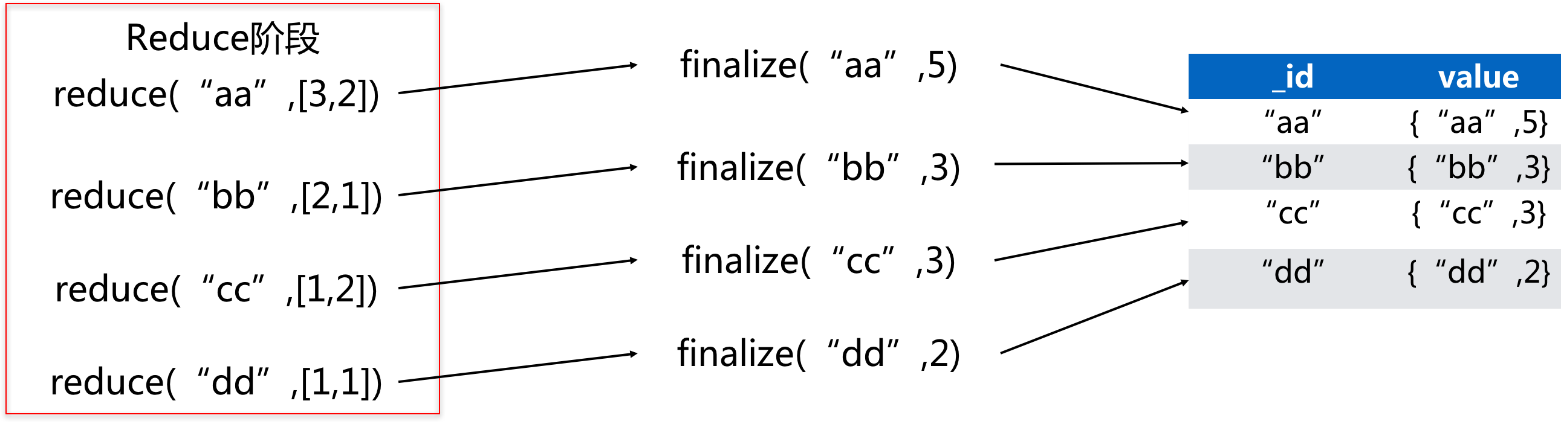 Reduce阶段
reduce( “aa” ,[3,2])
reduce( “bb” ,[2,1])
reduce( “cc” ,[1,2])
reduce( “dd” ,[1,1])
finalize( “aa” ,5)
finalize( “bb” ,3)
finalize( “cc” ,3)
finalize( “dd” ,2)
_id value
“aa” { “aa” ,5}
“bb” { “bb” ,3}
“cc” { “cc” ,3}
“dd” { “dd” ,2}